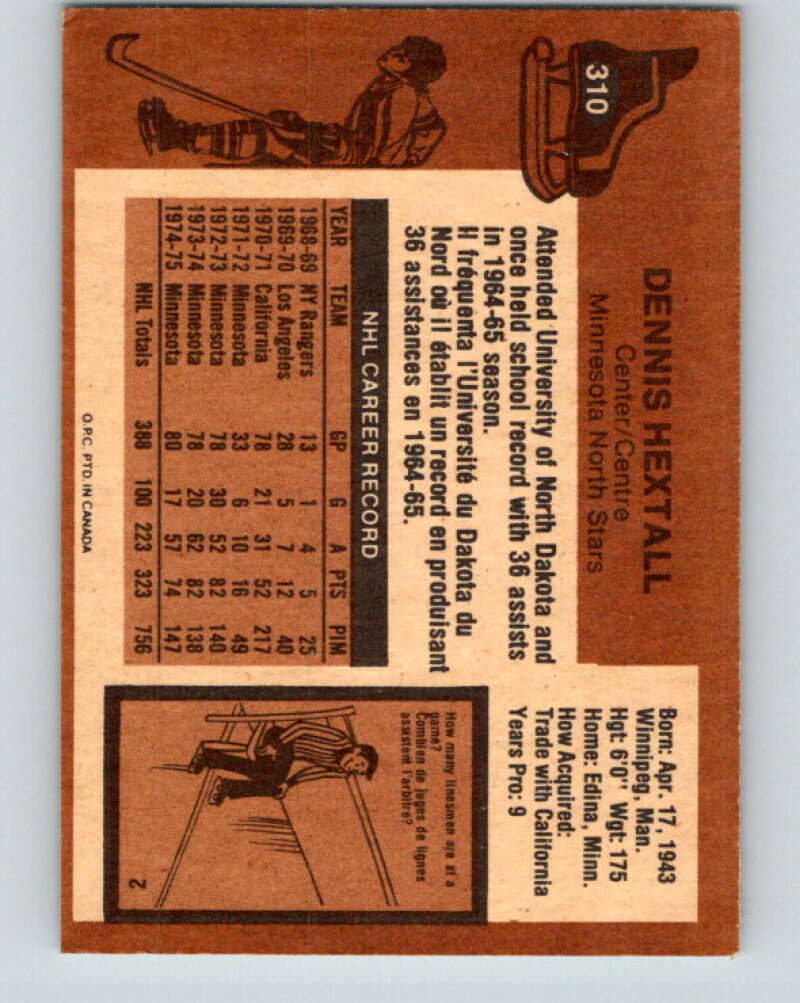 310
DENNIS HEXTALL
Center/Centre
Minnesota North Stars
Born: Apr. 17, 1943
Winnipeg, Man.
Hgt: 6'0" Wgt: 175
Home: Edina, Minn.
How Acquired:
Trade with California
Years Pro: 9
Attended University of North Dakota and
once held school record with 36 assists
in 1964-65 season.
Il fréquenta l'Université du Dakota du
Nord où il établit un record en produisant
36 assistances en 1964-65.
NHL CAREER RECORD
YEAR TEAM GP G A PTS PIM
1968-69 NY Rangers 13 1 4 5 25
1969-70 Los Angeles 28 5 7 12 40
1970-71 California 78 21 31 52 217
1971-72 Minnesota 33 6 10 16 49
1972-73 Minnesota 78 30 52 82 140
1973-74 Minnesota 78 20 62 82 138
1974-75 Minnesota 80 17 57 74 147
NHL Totals 388 100 223 323 756
How many linesmen are at a
game?
Combien de juges de lignes
assistent l'arbitre?
2
O.P.C. PTD. IN CANADA